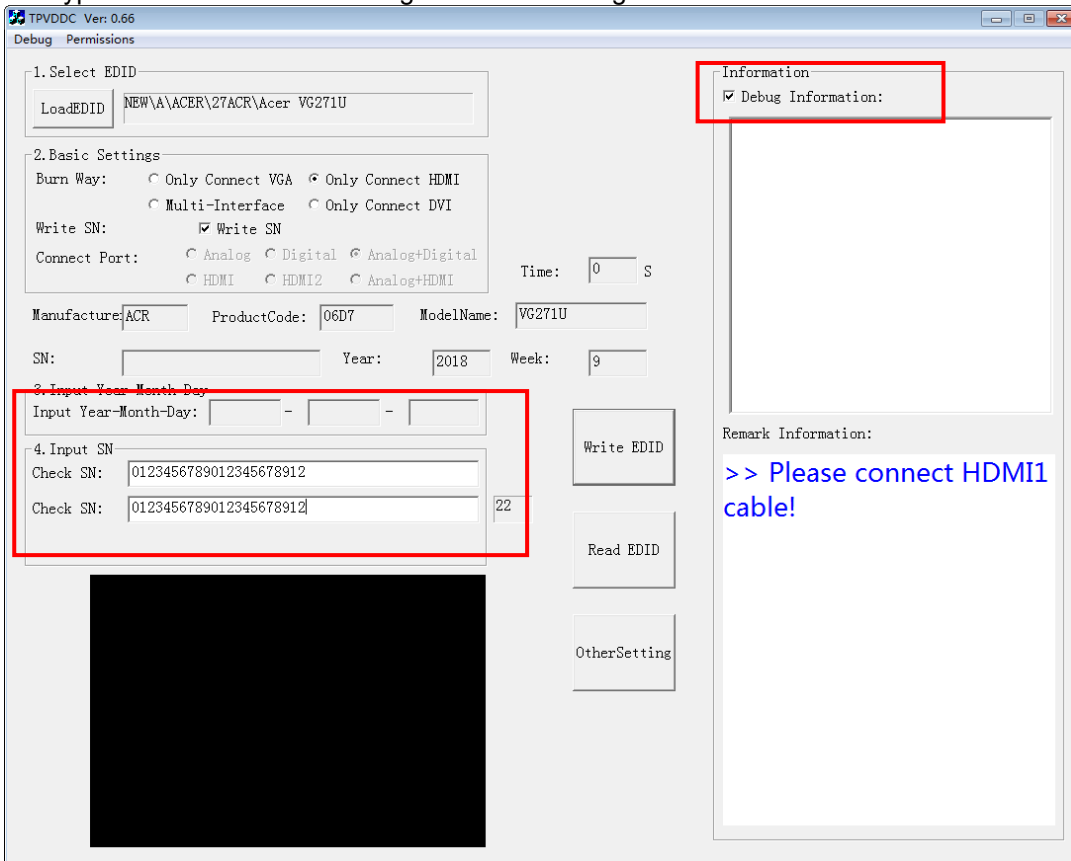 TPVDDC Ver: 0.66
Debug Permissions
1.Select EDID
LoadEDID NEW\A\ACER\27ACR\Acer VG271U
2.Basic Settings
Burn Way: Only Connect VGA Only Connect HDMI
Multi-Interface Only Connect DVI
Write SN: Write SN
Connect Port: Analog Digital Analog+Digital
HDMI HDMI2 Analog+HDMI
Time: 0 S
Manufacture: ACR ProductCode: 06D7 ModelName: VG271U
SN: Year: 2018 Week: 9
3.Input Year-Month-Day
Input Year-Month-Day: - -
4.Input SN
Check SN: 0123456789012345678912
Check SN: 0123456789012345678912 22
Write EDID
Read EDID
OtherSetting
Information
Debug Information:
Remark Information:
>> Please connect HDMI1
cable!